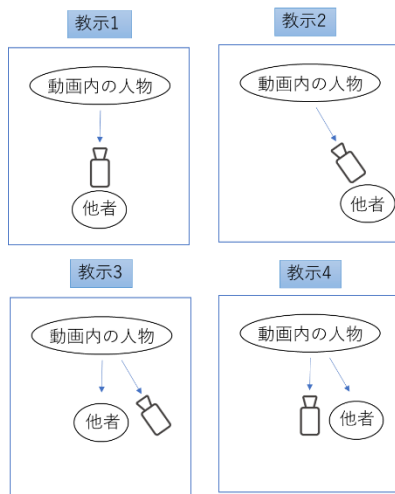 教示1
動画内の人物
他者
教示2
動画内の人物
他者
教示3
動画内の人物
他者
教示4
動画内の人物
他者